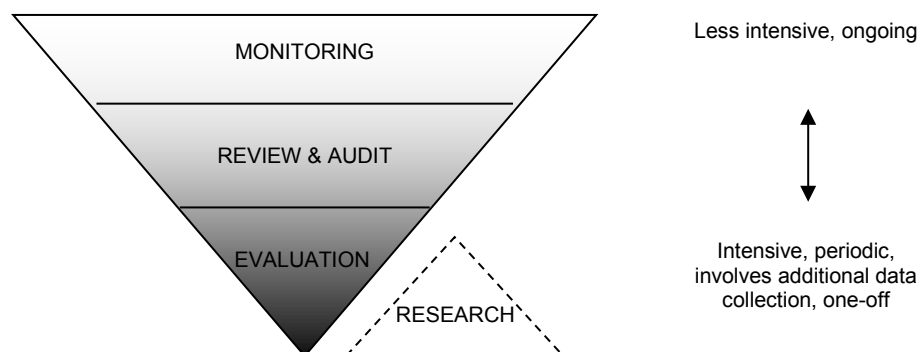 MONITORING
REVIEW & AUDIT
EVALUATION
RESEARCH
Less intensive, ongoing
Intensive, periodic,
involves additional data
collection, one-off